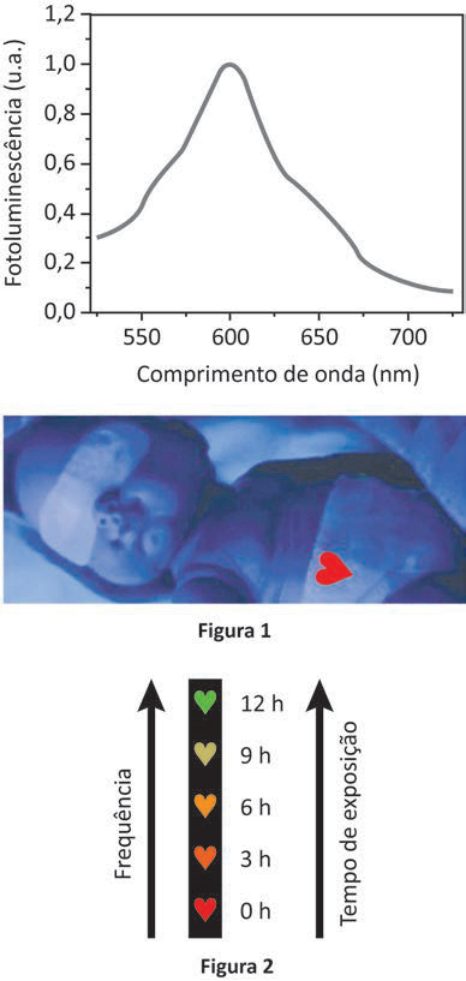 Fotoluminescência (u.a.)
1,2
1,0
0,8
0,6
0,4
0,2
0,0
550 600 650 700
Comprimento de onda (nm)
Figura 1
Frequência
12 h
9 h
6 h
3 h
0 h
Tempo de exposição
Figura 2